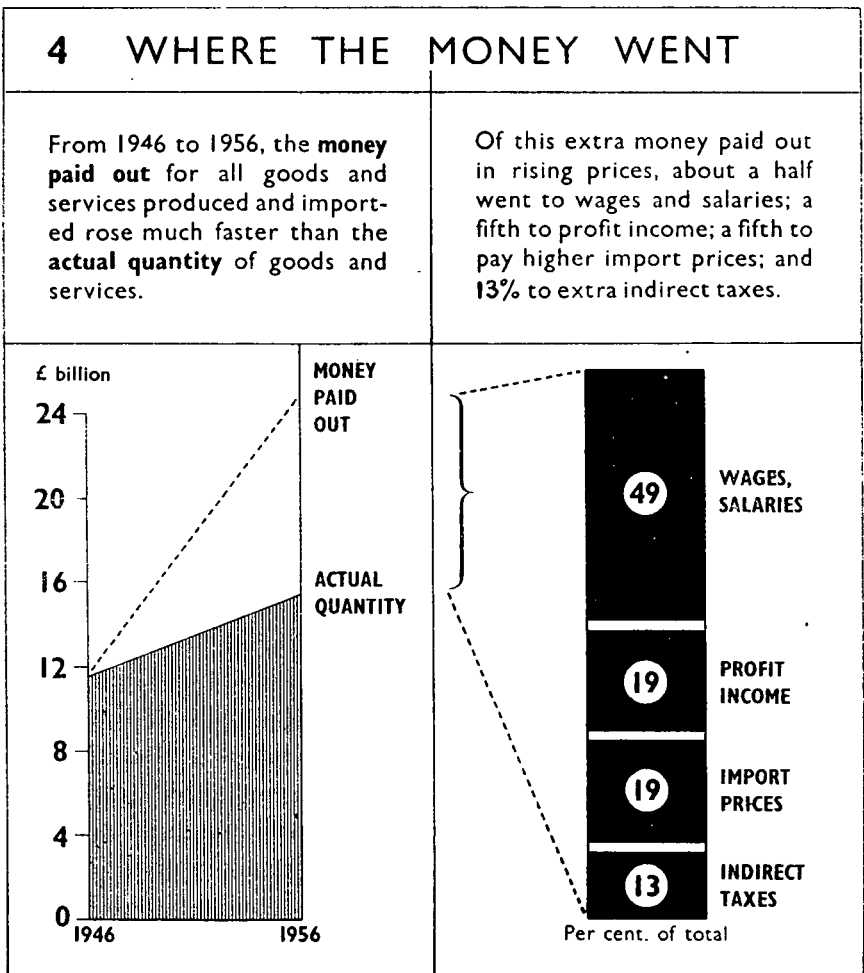 4 WHERE THE MONEY WENT
From 1946 to 1956, the money
paid out for all goods and
services produced and import-
ed rose much faster than the
actual quantity of goods and
services.
Of this extra money paid out
in rising prices, about a half
went to wages and salaries; a
fifth to profit income; a fifth to
pay higher import prices; and
13% to extra indirect taxes.
£ billion
24
20
16
12
8
4
0
1946
1956
MONEY
PAID
OUT
ACTUAL
QUANTITY
49
WAGES,
SALARIES
19
PROFIT
INCOME
19
IMPORT
PRICES
13
INDIRECT
TAXES
Per cent. of total